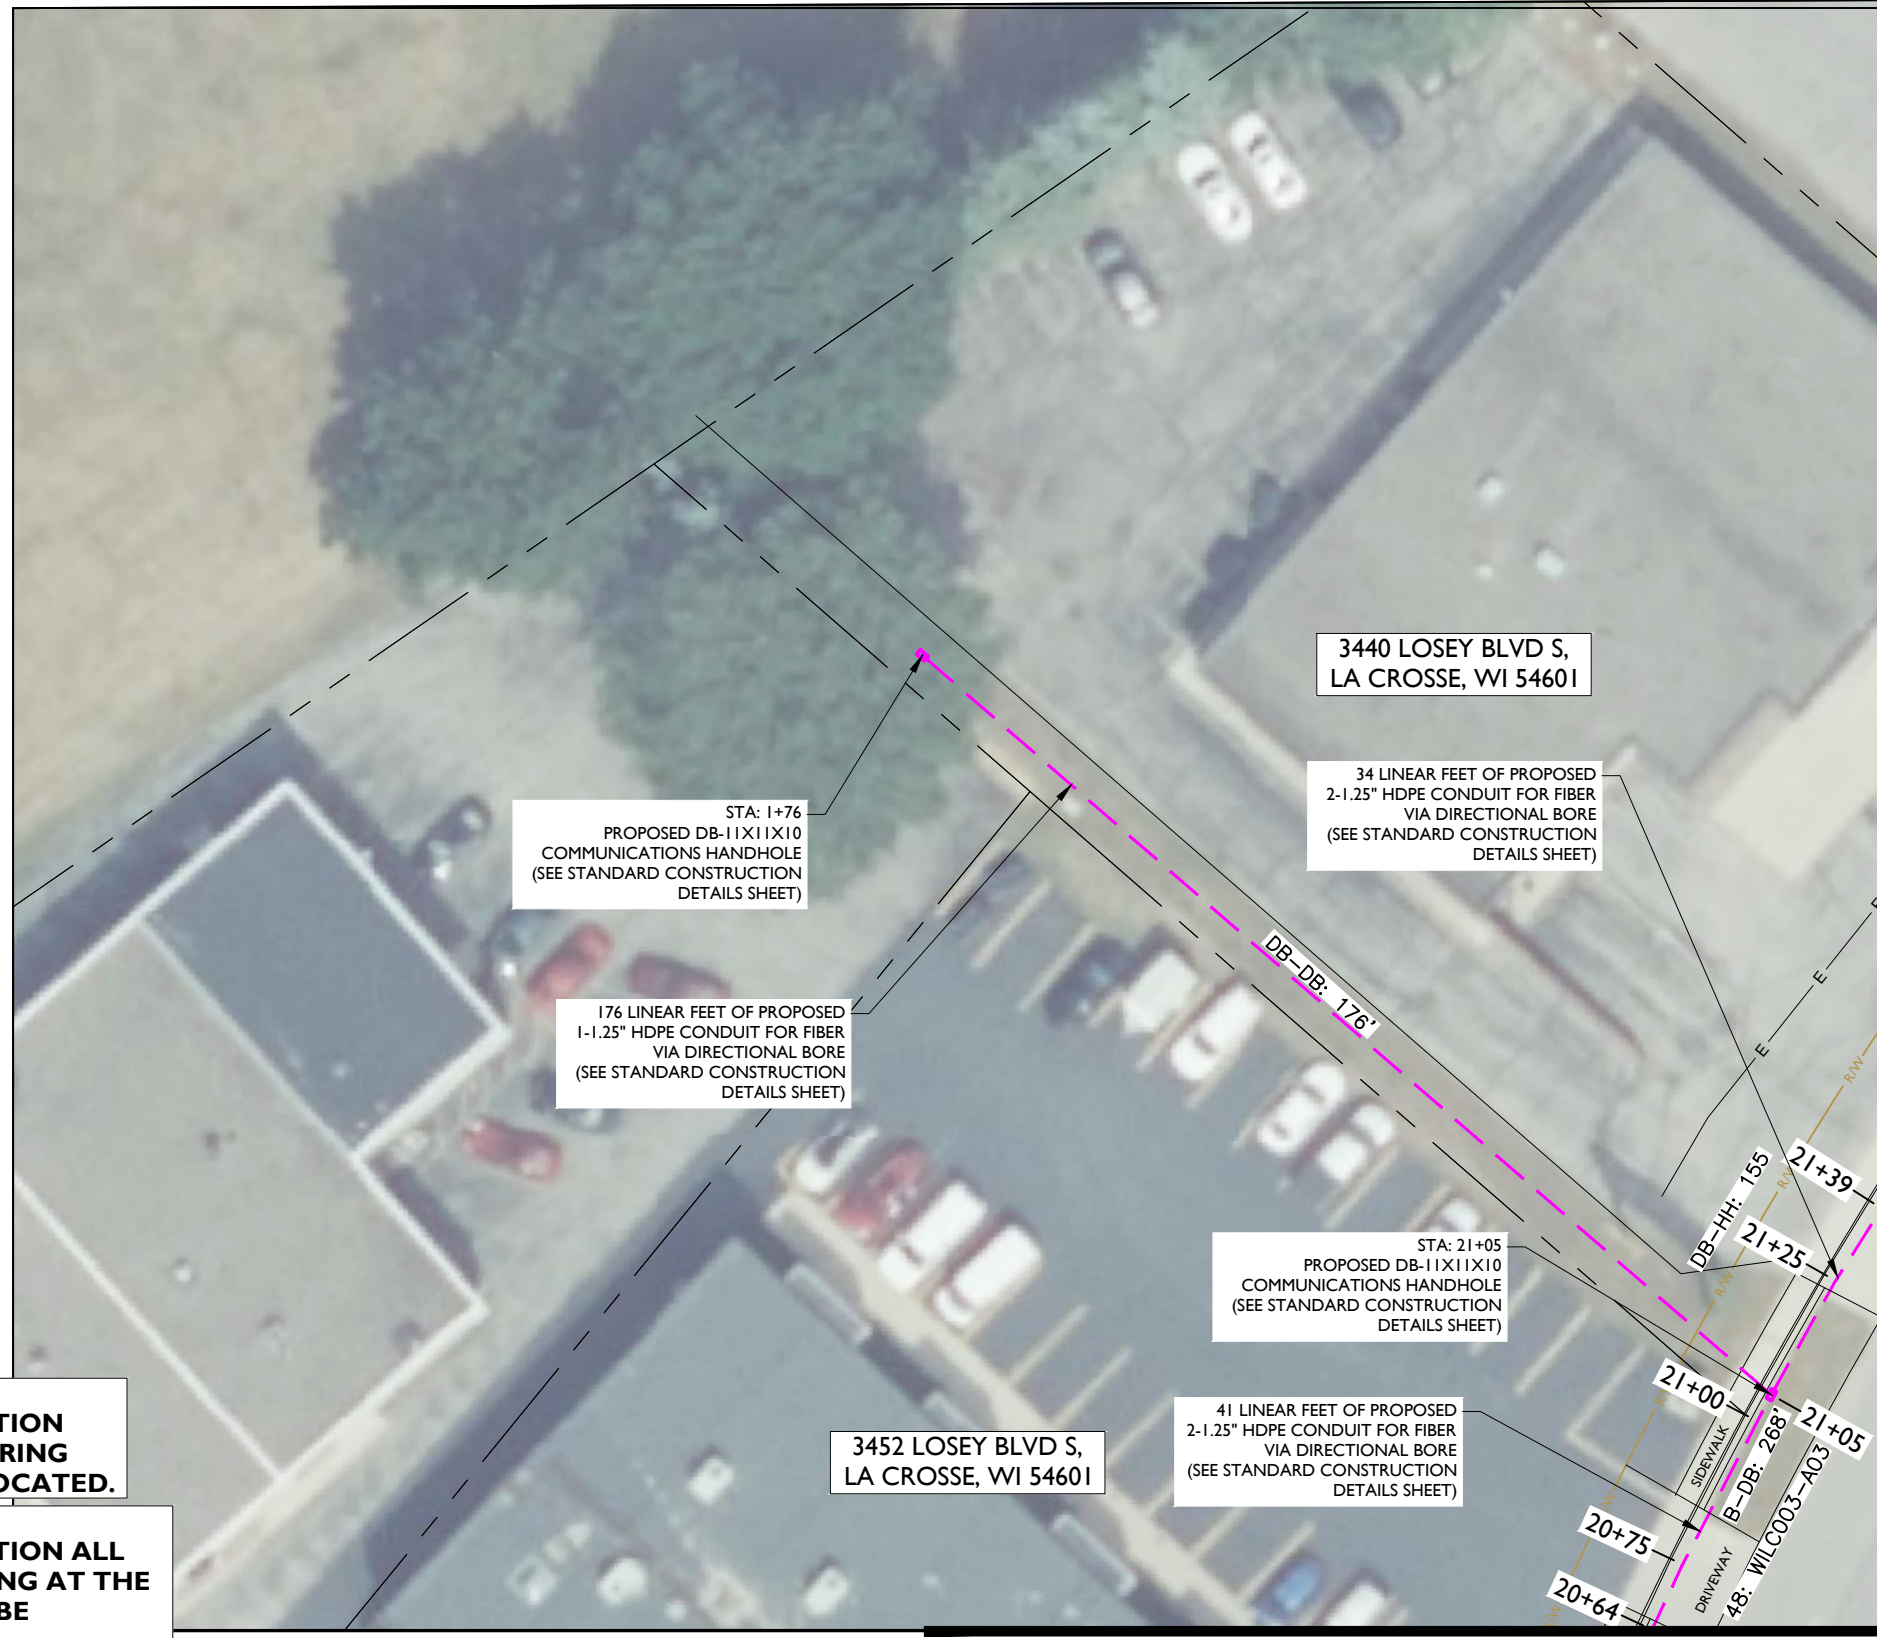 3440 LOSEY BLVD S,
LA CROSSE, WI 54601
34 LINEAR FEET OF PROPOSED
2-1.25" HDPE CONDUIT FOR FIBER
VIA DIRECTIONAL BORE
(SEE STANDARD CONSTRUCTION
DETAILS SHEET)
STA: 1+76
PROPOSED DB-11X11X10
COMMUNICATIONS HANDHOLE
(SEE STANDARD CONSTRUCTION
DETAILS SHEET)
176 LINEAR FEET OF PROPOSED
1-1.25" HDPE CONDUIT FOR FIBER
VIA DIRECTIONAL BORE
(SEE STANDARD CONSTRUCTION
DETAILS SHEET)
DB-DB: 176'
E
E
R/W
R/W
DB-HH: 155
21+39
21+25
STA: 21+05
PROPOSED DB-11X11X10
COMMUNICATIONS HANDHOLE
(SEE STANDARD CONSTRUCTION
DETAILS SHEET)
21+00
21+05
41 LINEAR FEET OF PROPOSED
2-1.25" HDPE CONDUIT FOR FIBER
VIA DIRECTIONAL BORE
(SEE STANDARD CONSTRUCTION
DETAILS SHEET)
SIDEWALK
B-DB: 268'
48: WILC003-A03
20+75
DRIVEWAY
20+64
3452 LOSEY BLVD S,
LA CROSSE, WI 54601
TION
RING
OCATED.
TION ALL
NG AT THE
BE